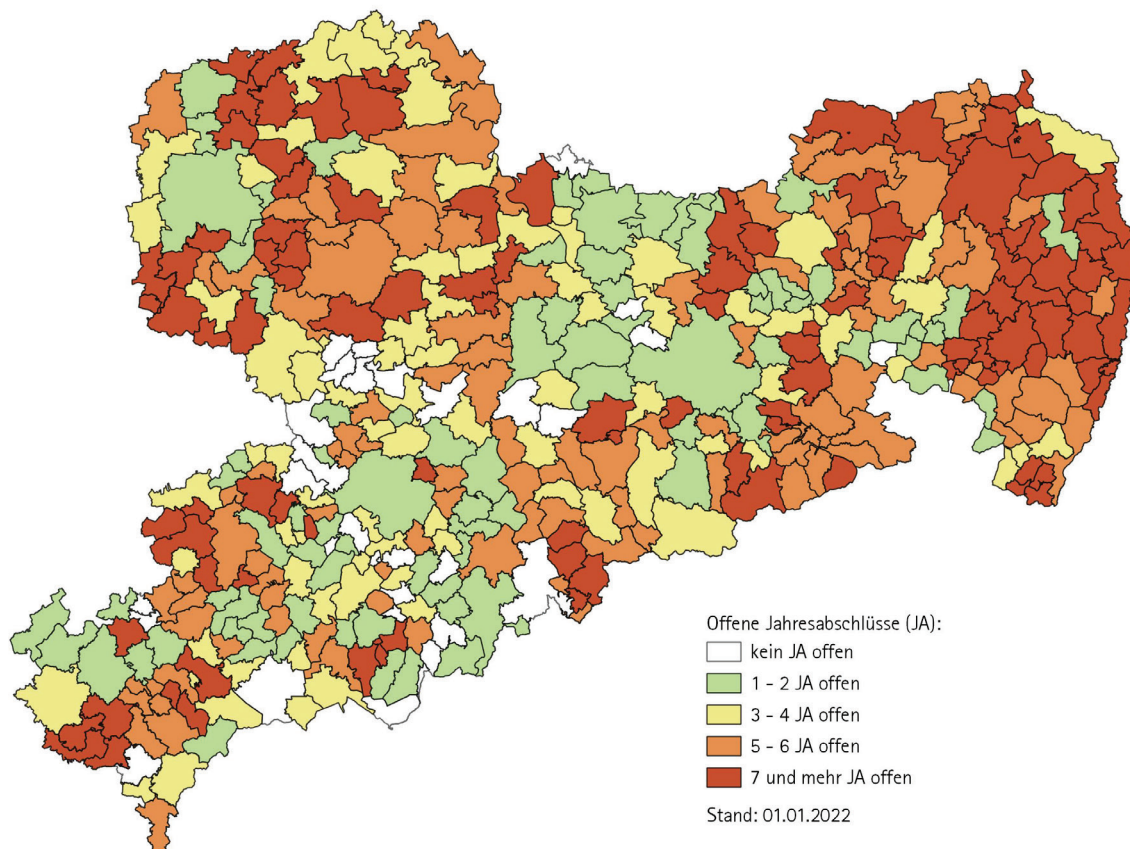 Offene Jahresabschlüsse (JA):
kein JA offen
1 – 2 JA offen
3 – 4 JA offen
5 – 6 JA offen
7 und mehr JA offen
Stand: 01.01.2022